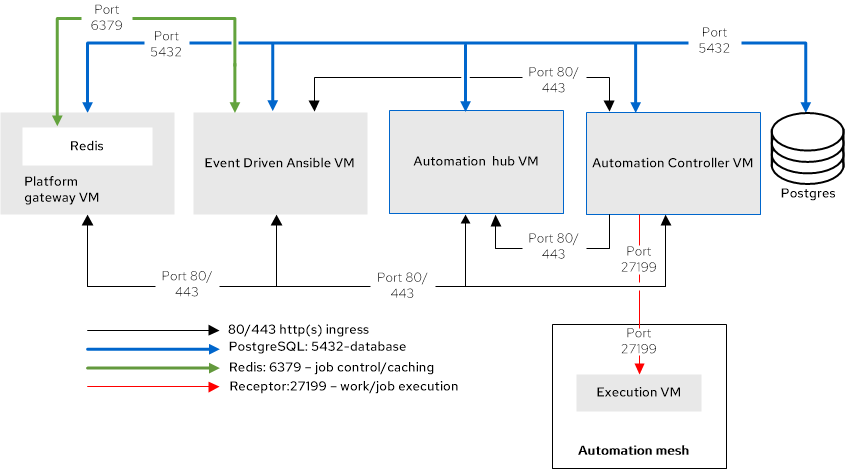 Port
6379
Port
5432
Port
5432
Port 80/
443
Redis
Platform
gateway VM
Event Driven Ansible VM
Automation hub VM
Automation Controller VM
Postgres
Port 80/
443
Port
27199
Port 80/
443
Port 80/
443
80/443 http(s) ingress
PostgreSQL: 5432-database
Redis: 6379 – job control/caching
Receptor:27199 – work/job execution
Port
27199
Execution VM
Automation mesh